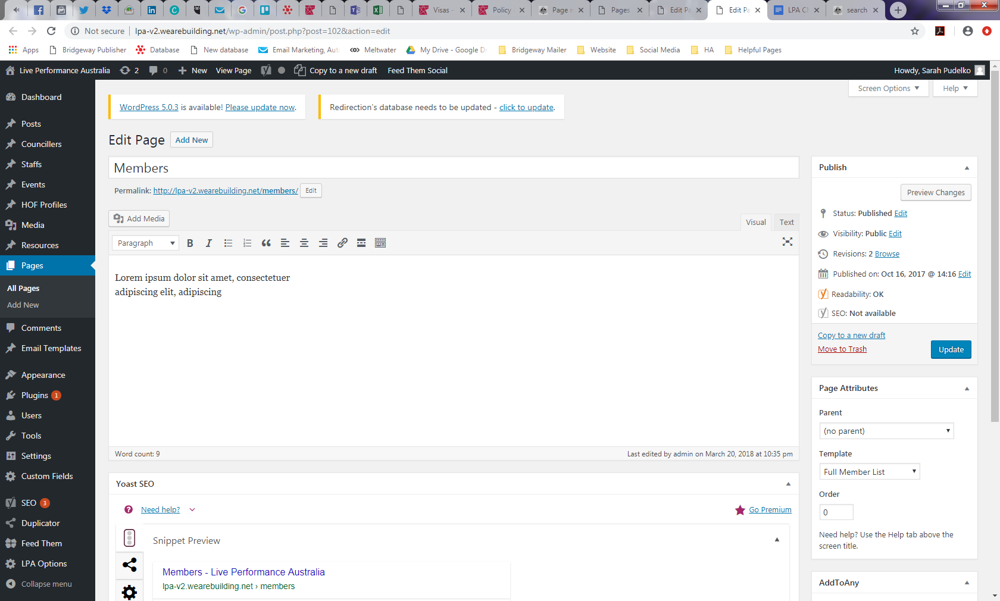 Visas -
Policy
Page r
Pages
Edit Pa
Edit Pa
LPA Cl
search
Not secure
lpa-v2.wearebuilding.net/wp-admin/post.php?post=102&action=edit
Apps
Bridgeway Publisher
Database
New database
Email Marketing, Aut
Meltwater
My Drive - Google Dr
Bridgeway Mailer
Website
Social Media
HA
Helpful Pages
Live Performance Australia
2
0
New
View Page
Copy to a new draft
Feed Them Social
Howdy, Sarah Pudelko
Screen Options
Help
WordPress 5.0.3 is available! Please update now.
Redirection's database needs to be updated - click to update.
Dashboard
Posts
Councillers
Staffs
Events
HOF Profiles
Media
Resources
Pages
All Pages
Add New
Comments
Email Templates
Appearance
Plugins 1
Users
Tools
Settings
Custom Fields
SEO 3
Duplicator
Feed Them
LPA Options
Collapse menu
Edit Page
Add New
Members
Permalink: http://lpa-v2.wearebuilding.net/members/ Edit
Add Media
Visual
Text
Paragraph
Lorem ipsum dolor sit amet, consectetuer
adipiscing elit, adipiscing
Word count: 9
Last edited by admin on March 20, 2018 at 10:35 pm
Yoast SEO
Need help?
Go Premium
Snippet Preview
Members - Live Performance Australia
lpa-v2.wearebuilding.net › members
Publish
Preview Changes
Status: Published Edit
Visibility: Public Edit
Revisions: 2 Browse
Published on: Oct 16, 2017 @ 14:16 Edit
Readability: OK
SEO: Not available
Copy to a new draft
Move to Trash
Update
Page Attributes
Parent
(no parent)
Template
Full Member List
Order
0
Need help? Use the Help tab above the
screen title.
AddToAny